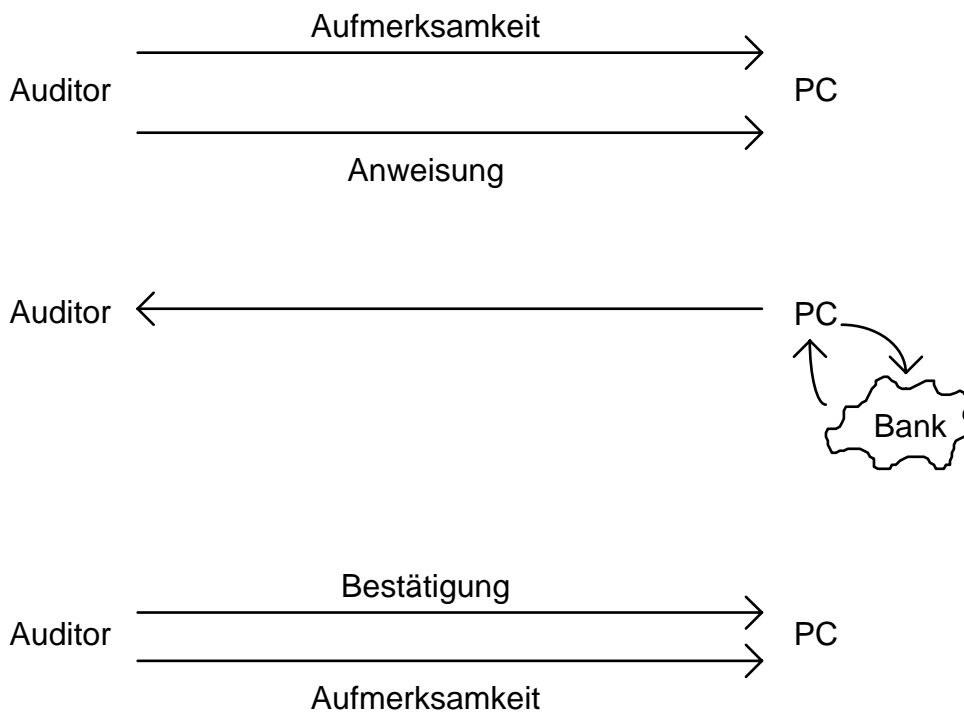 Aufmerksamkeit
Auditor PC
Anweisung
Auditor PC
Bank
Bestätigung
Auditor PC
Aufmerksamkeit